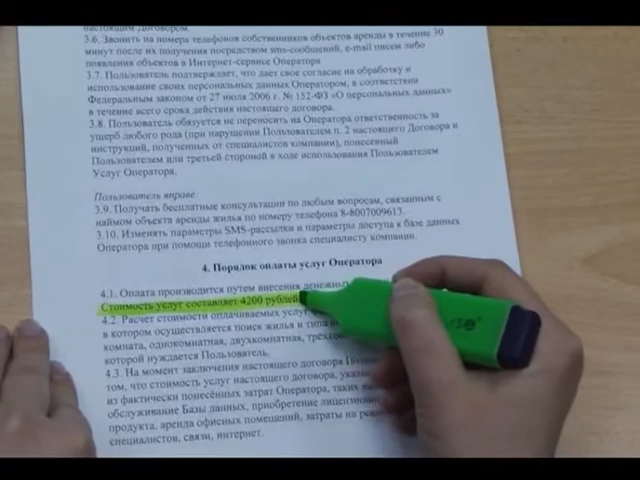 настоящим Договором.
3.6. Звонить на номера телефонов собственников объектов аренды в течение 30
минут после их получения посредством sms-сообщений, e-mail писем либо
появления объектов в Интернет-сервисе Оператора
3.7. Пользователь подтверждает, что дает свое согласие на обработку и
использование своих персональных данных Оператором, в соответствии
Федеральным законом от 27 июля 2006 г. № 152-ФЗ «О персональных данных»
в течение всего срока действия настоящего договора.
3.8. Пользователь обязуется не переносить на Оператора ответственность за
ущерб любого рода (при нарушении Пользователем п. 2 настоящего Договора и
инструкций, полученных от специалистов компании), понесенный
Пользователем или третьей стороной в ходе использования Пользователем
Услуг Оператора.
Пользователь вправе:
3.9. Получать бесплатные консультации по любым вопросам, связанным с
наймом объекта аренды жилья по номеру телефона 8-8007009613.
3.10. Изменять параметры SMS-рассылки и параметры доступа к базе данных
Оператора при помощи телефонного звонка специалисту компании.
4. Порядок оплаты услуг Оператора
4.1. Оплата производится путем внесения денежных
Стоимость услуг составляет 4200 рублей
4.2. Расчет стоимости оплачиваемых услуг
в котором осуществляется поиск жилья и типа
комната, однокомнатная, двухкомнатная,
которой нуждается Пользователь.
4.3. На момент заключения настоящего договора
том, что стоимость услуг настоящего договора,
из фактически понесённых затрат Оператора, таких
обслуживание Базы данных, приобретение
продукта, аренда офисных помещений, затраты на
специалистов, связи, интернет.